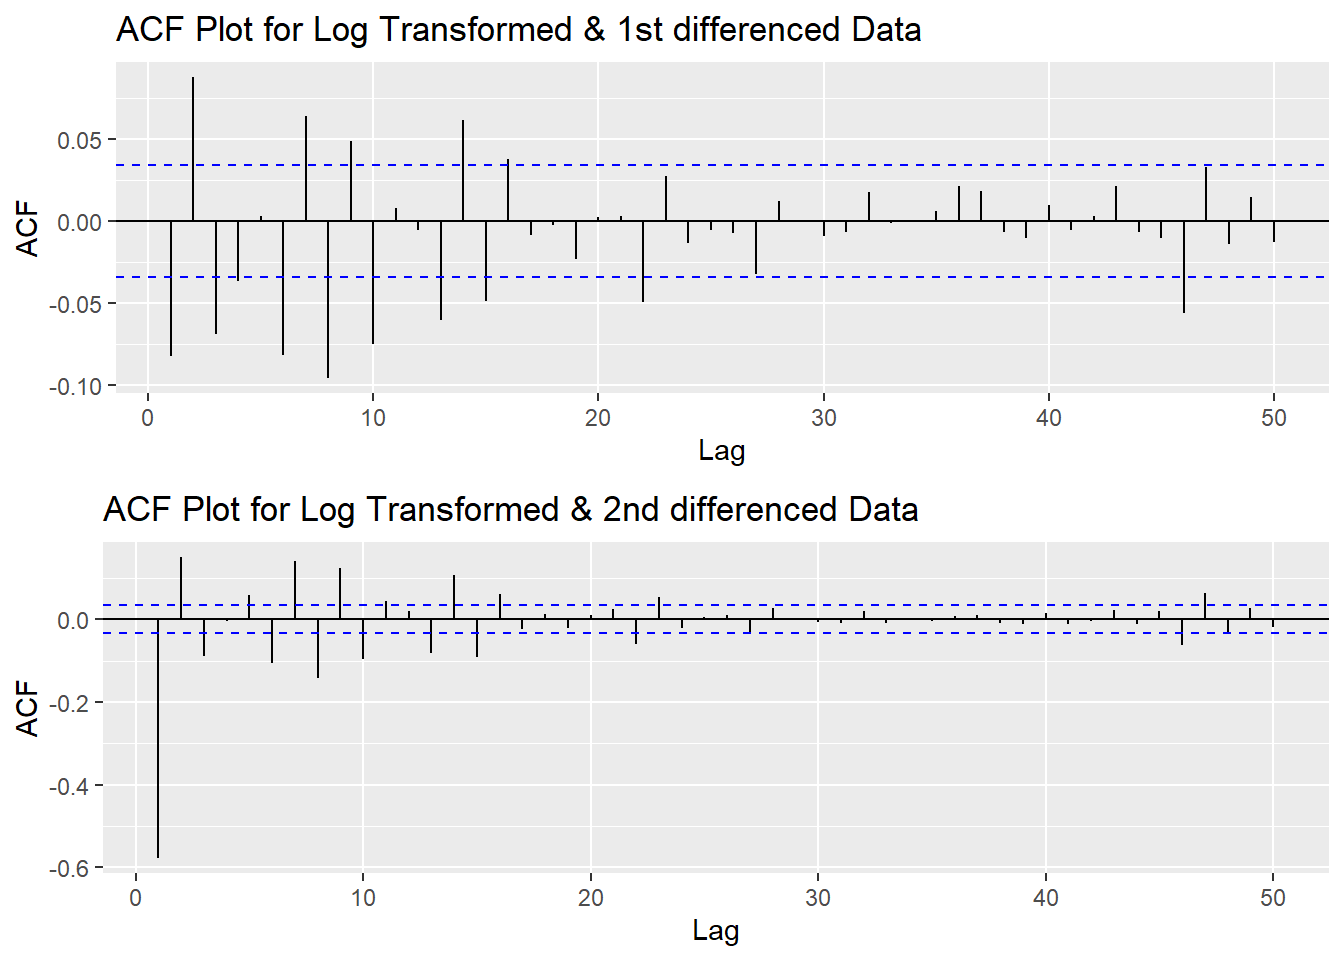 ACF Plot for Log Transformed & 1st differenced Data
ACF
0.05
0.00
-0.05
-0.10
0 10 20 30 40 50
Lag
ACF Plot for Log Transformed & 2nd differenced Data
ACF
0.0
-0.2
-0.4
-0.6
0 10 20 30 40 50
Lag